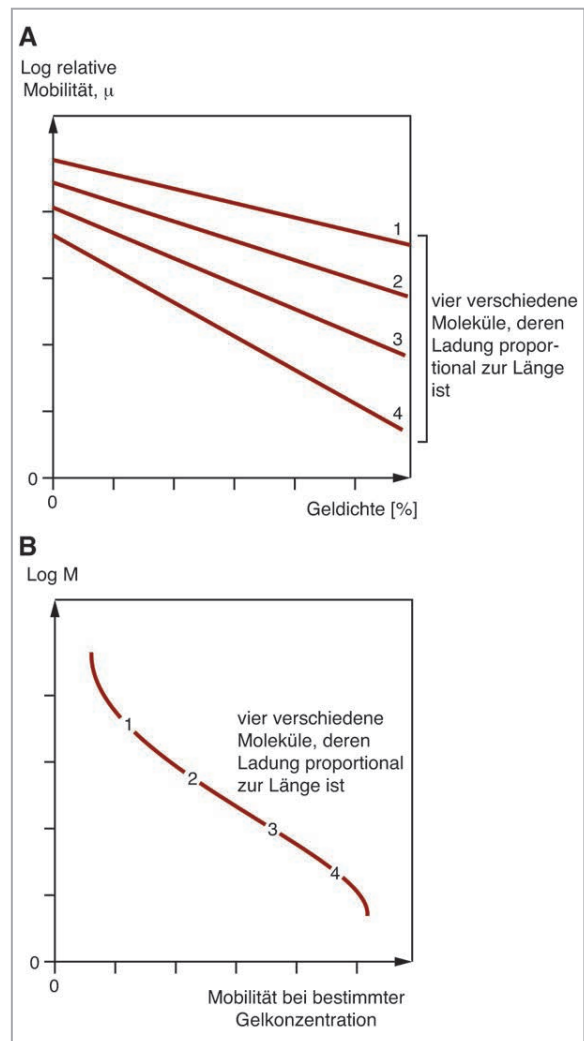 A
Log relative
Mobilität, μ
1
2
3
4
vier verschiedene
Moleküle, deren
Ladung propor-
tional zur Länge
ist
0
0
Geldichte [%]
B
Log M
vier verschiedene
Moleküle, deren
Ladung proportional
zur Länge ist
1
2
3
4
0
0
Mobilität bei bestimmter
Gelkonzentration